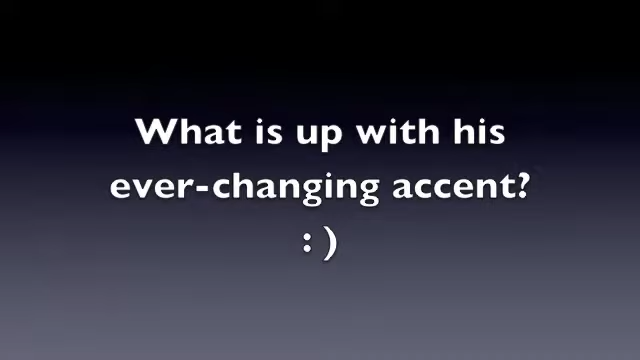 What is up with his
ever-changing accent?
: )